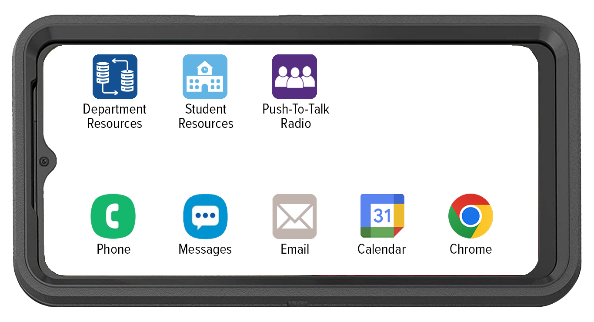 Department
Resources
Student
Resources
Push-To-Talk
Radio
31
Phone
Messages
Email
Calendar
Chrome